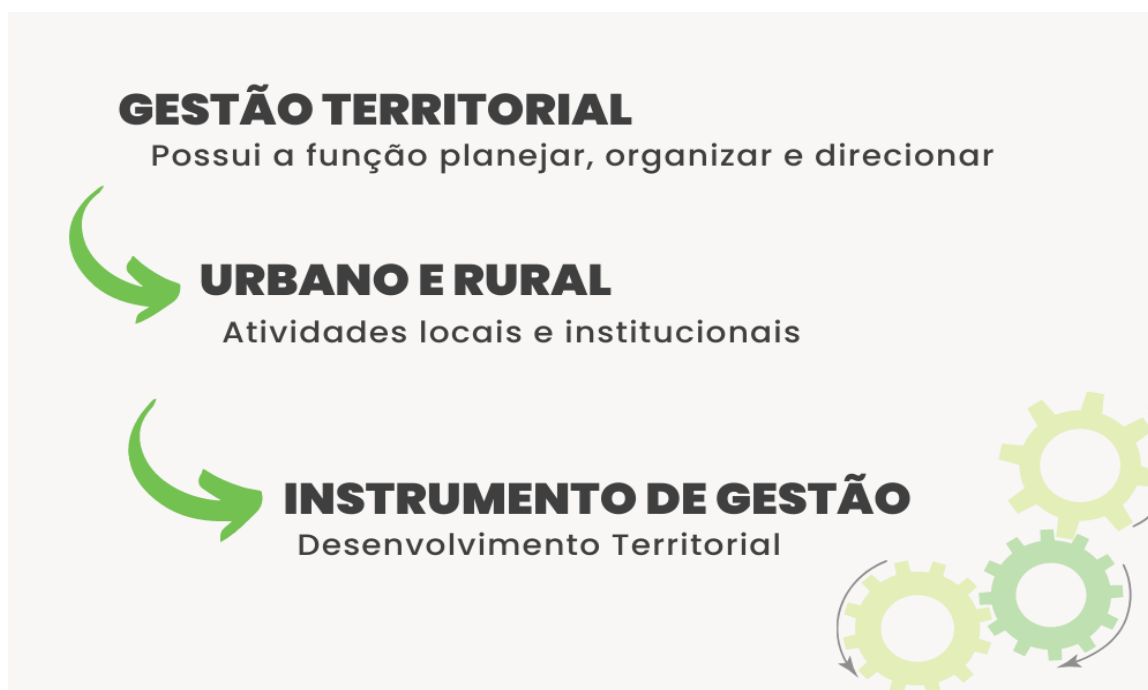 GESTÃO TERRITORIAL
Possui a função planejar, organizar e direcionar
URBANO E RURAL
Atividades locais e institucionais
INSTRUMENTO DE GESTÃO
Desenvolvimento Territorial